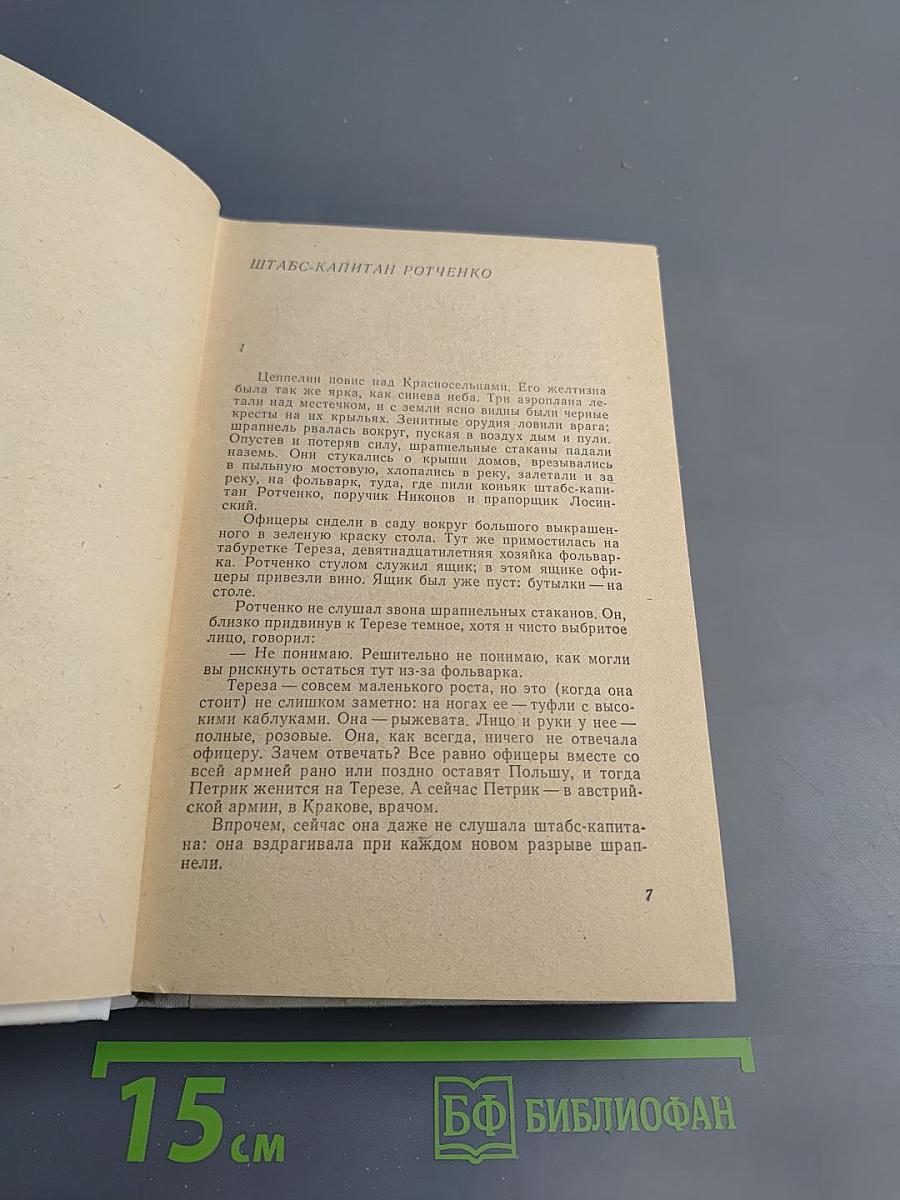 ШТАБС-КАПИТАН РОТЧЕНКО
1
Цеппелин повис над Красносельцами. Его желтизна
была так же ярка, как синева неба. Три аэроплана ле-
тали над местечком, и с земли ясно видны были черные
кресты на их крыльях. Зенитные орудия ловили врага;
шрапнель рвалась вокруг, пуская в воздух дым и пули.
Опустев и потеряв силу, шрапнельные стаканы падали
наземь. Они стукались о крыши домов, врезывались
в пыльную мостовую, хлопались в реку, залетали и за
реку, на фольварк, туда, где пили коньяк штабс-капи-
тан Ротченко, поручик Никонов и прапорщик Лосин-
ский.
Офицеры сидели в саду вокруг большого выкрашен-
ного в зеленую краску стола. Тут же примостилась на
табуретке Тереза, девятнадцатилетняя хозяйка фольвар-
ка. Ротченко стулом служил ящик; в этом ящике офи-
церы привезли вино. Ящик был уже пуст: бутылки — на
столе.
Ротченко не слушал звона шрапнельных стаканов. Он,
близко придвинув к Терезе темное, хотя и чисто выбритое
лицо, говорил:
— Не понимаю. Решительно не понимаю, как могли
вы рискнуть остаться тут из-за фольварка.
Тереза — совсем маленького роста, но это (когда она
стоит) не слишком заметно: на ногах ее — туфли с высо-
кими каблуками. Она — рыжевата. Лицо и руки у нее —
полные, розовые. Она, как всегда, ничего не отвечала
офицеру. Зачем отвечать? Все равно офицеры вместе со
всей армией рано или поздно оставят Польшу, и тогда
Петрик женится на Терезе. А сейчас Петрик — в австрий-
ской армии, в Кракове, врачом.
Впрочем, сейчас она даже не слушала штабс-капита-
на: она вздрагивала при каждом новом разрыве шрап-
нели.
7
15 см
БФ БИБЛИОФАН